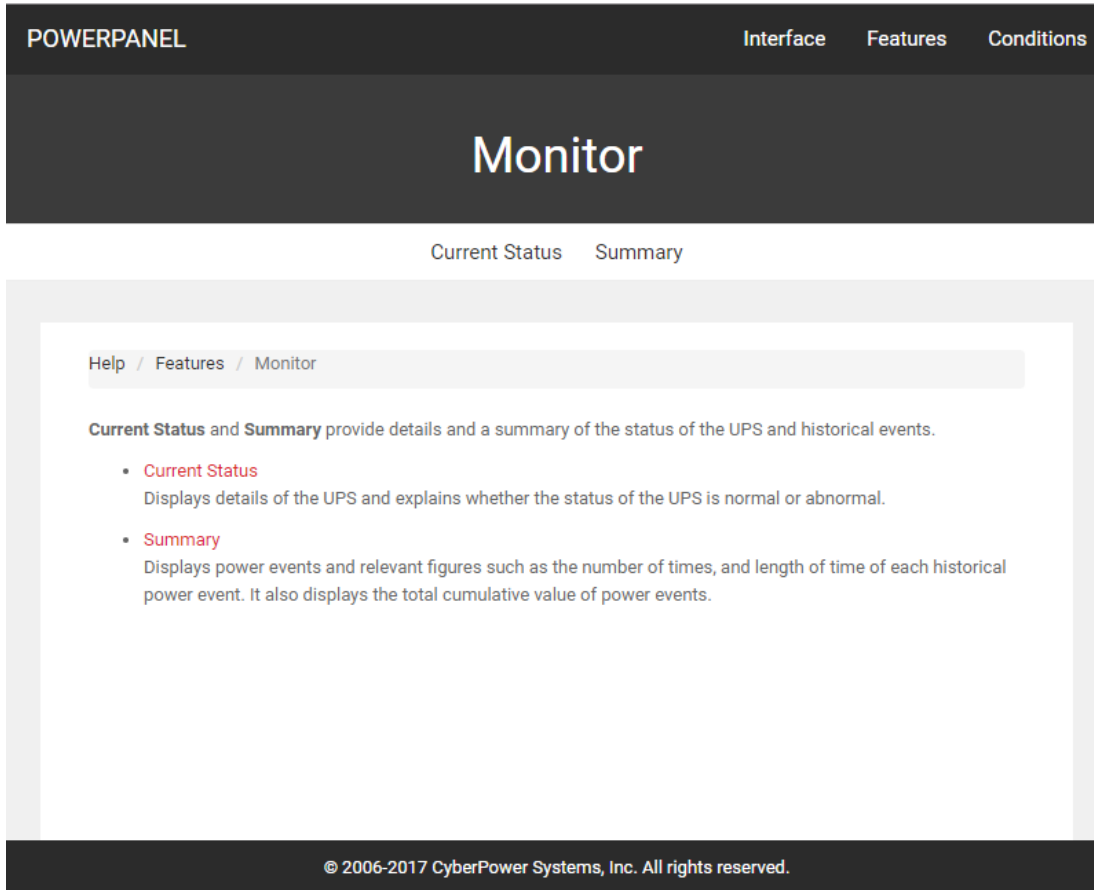 POWERPANEL Interface Features Conditions
Monitor
Current Status Summary
Help / Features / Monitor
Current Status and Summary provide details and a summary of the status of the UPS and historical events.
• Current Status
Displays details of the UPS and explains whether the status of the UPS is normal or abnormal.
• Summary
Displays power events and relevant figures such as the number of times, and length of time of each historical
power event. It also displays the total cumulative value of power events.
© 2006-2017 CyberPower Systems, Inc. All rights reserved.